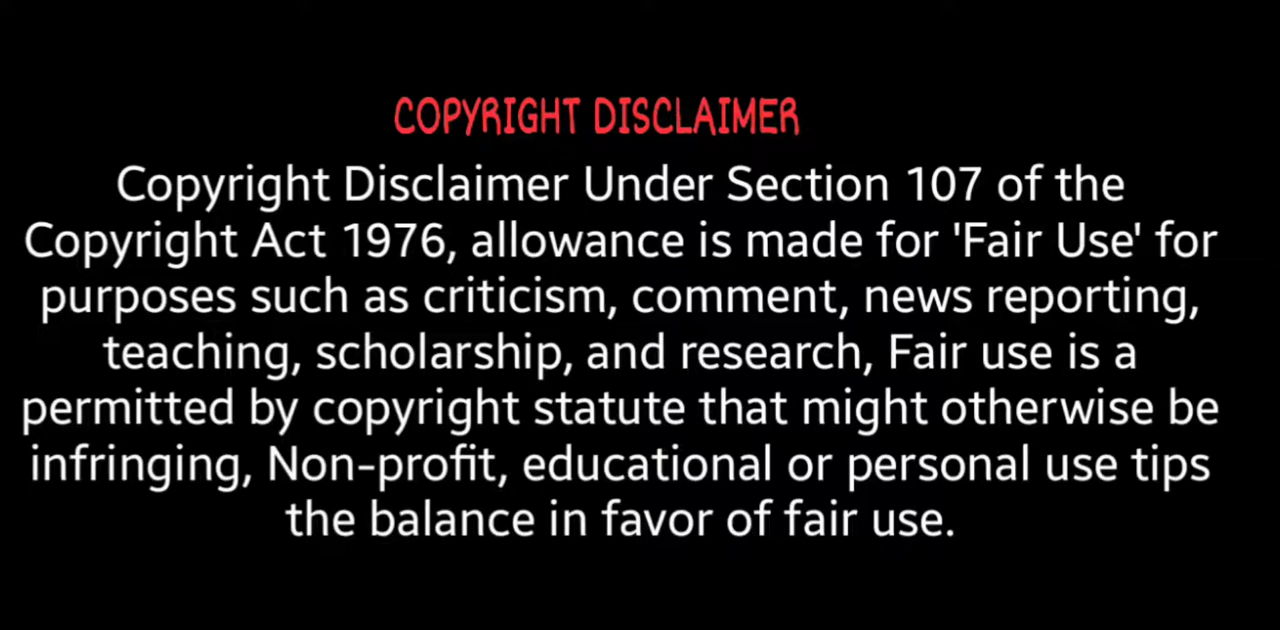 COPYRIGHT DISCLAIMER
Copyright Disclaimer Under Section 107 of the
Copyright Act 1976, allowance is made for 'Fair Use' for
purposes such as criticism, comment, news reporting,
teaching, scholarship, and research, Fair use is a
permitted by copyright statute that might otherwise be
infringing, Non-profit, educational or personal use tips
the balance in favor of fair use.